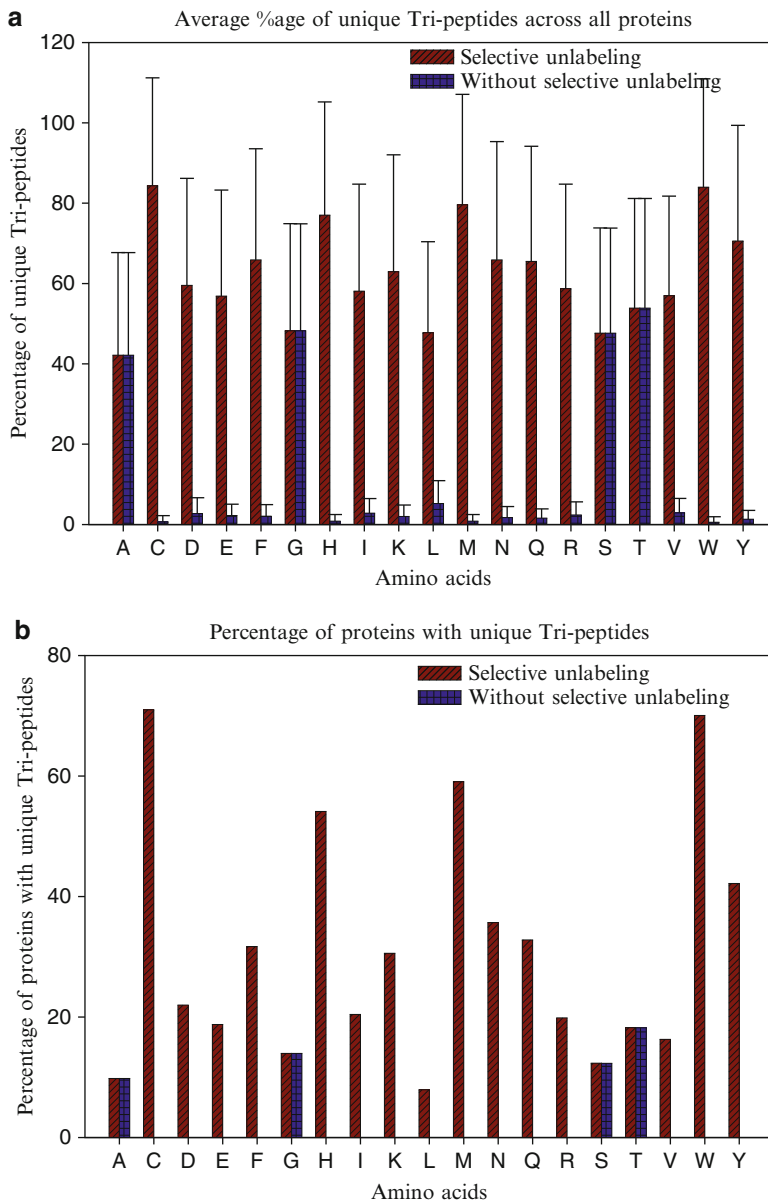 a
Average %age of unique Tri-peptides across all proteins
120
100
80
60
40
20
0
Percentage of unique Tri-peptides
Selective unlabeling
Without selective unlabeling
A C D E F G H I K L M N Q R S T V W Y
Amino acids
b
Percentage of proteins with unique Tri-peptides
80
60
40
20
0
Percentage of proteins with unique Tri-peptides
Selective unlabeling
Without selective unlabeling
A C D E F G H I K L M N Q R S T V W Y
Amino acids